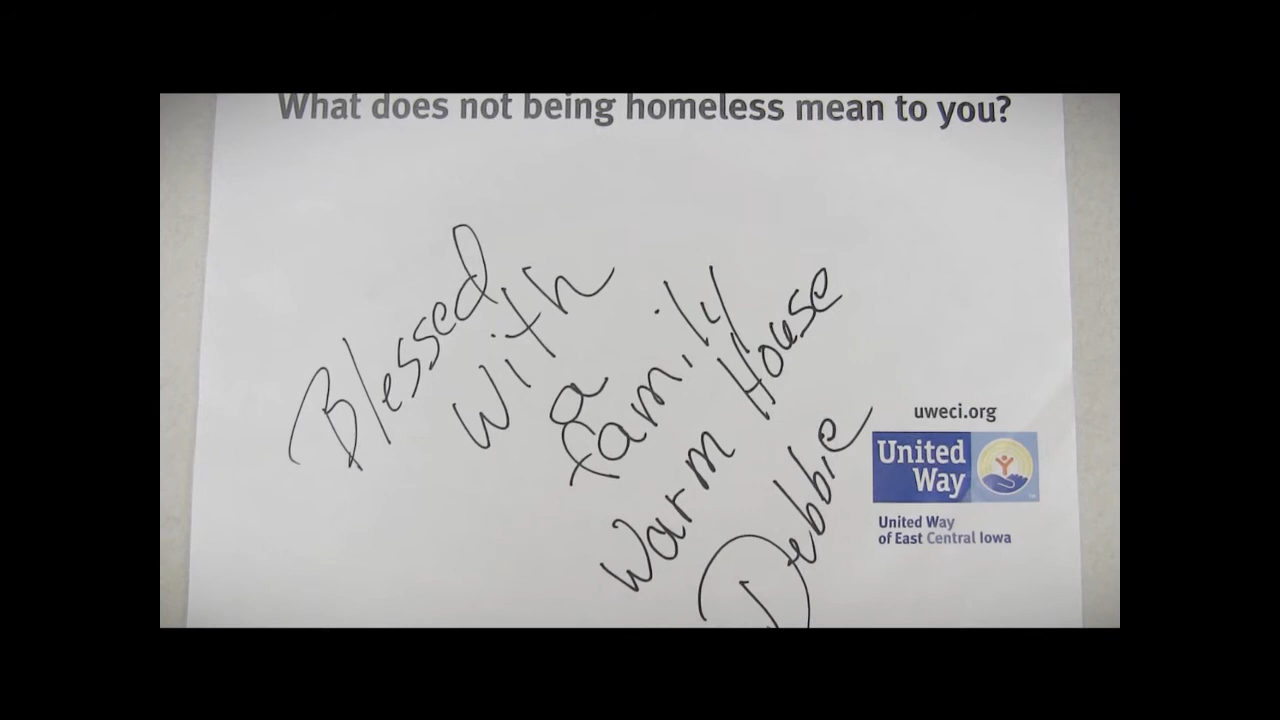 What does not being homeless mean to you?
Blessed
with
a
family
Warm House
Debbie
uweci.org
United
Way
United Way
of East Central Iowa